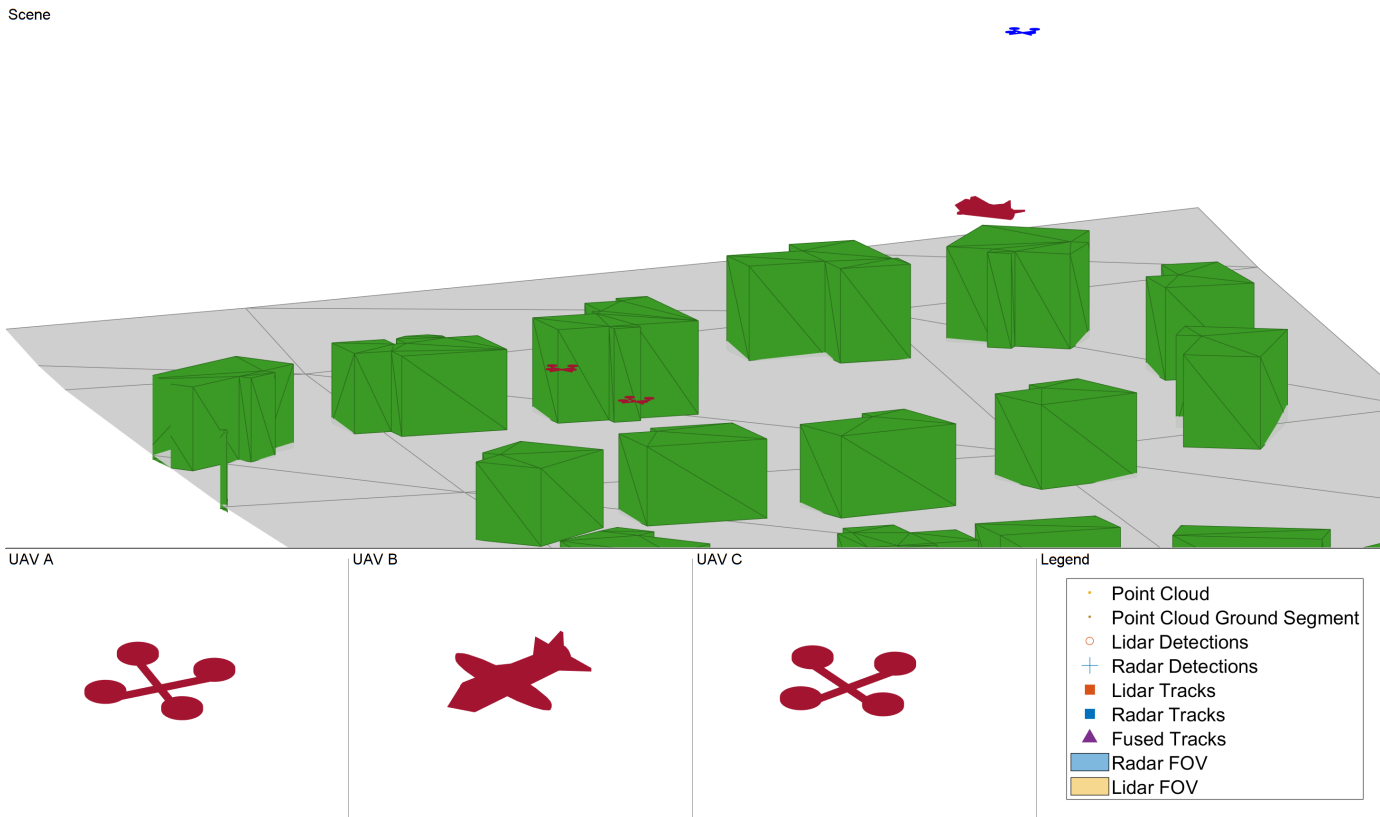 Scene
UAV A
UAV B
UAV C
Legend
Point Cloud
Point Cloud Ground Segment
Lidar Detections
Radar Detections
Lidar Tracks
Radar Tracks
Fused Tracks
Radar FOV
Lidar FOV